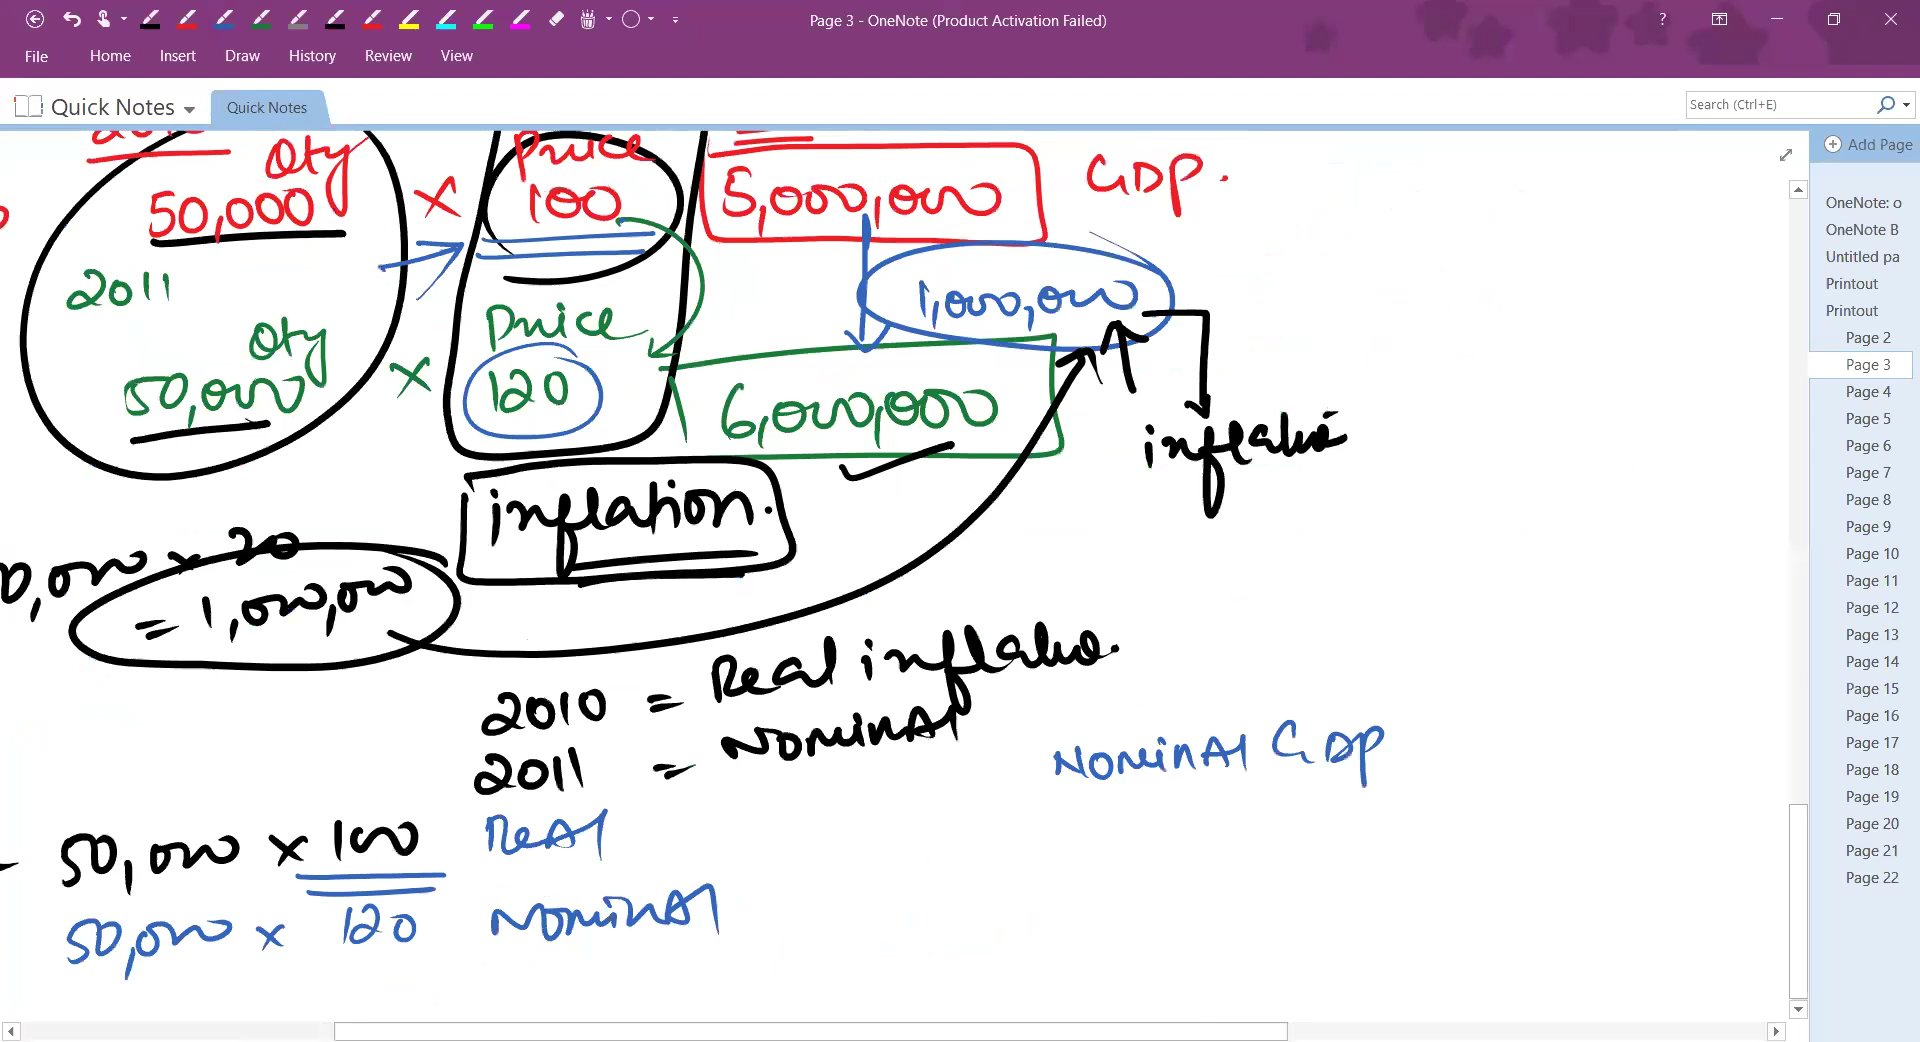 Page 3 - OneNote (Product Activation Failed)
?
File Home Insert Draw History Review View
Quick Notes
Quick Notes
Search (Ctrl+E)
Add Page
OneNote: o
OneNote B
Untitled pa
Printout
Printout
Page 2
Page 3
Page 4
Page 5
Page 6
Page 7
Page 8
Page 9
Page 10
Page 11
Page 12
Page 13
Page 14
Page 15
Page 16
Page 17
Page 18
Page 19
Page 20
Page 21
Page 22
Qty Price
50,000 × 100 5,000,000 GDP.
2011 1,000,000
Qty Price
50,000 × 120 6,000,000
inflation.
0,000 × 20
= 1,000,000
2010 = Real
2011 = Nominal
Nominal GDP
50,000 × 100 Real
50,000 × 120 Nominal